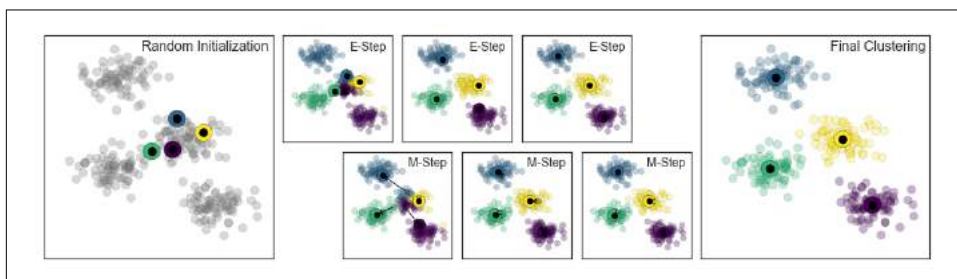 Random Initialization
E-Step
E-Step
E-Step
M-Step
M-Step
M-Step
Final Clustering